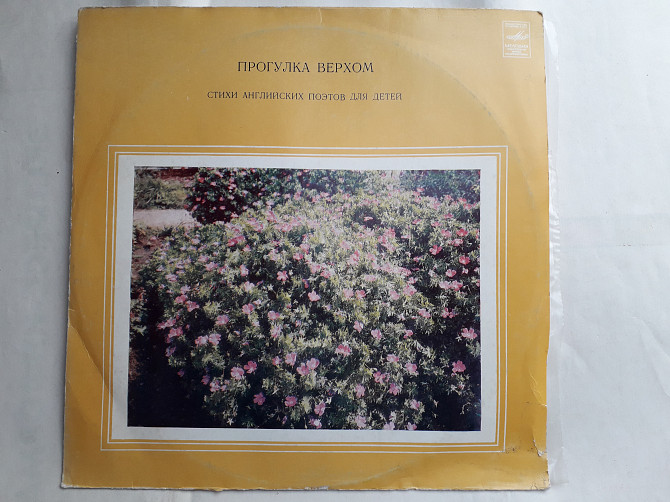 ПРОГУЛКА ВЕРХОМ
СТИХИ АНГЛИЙСКИХ ПОЭТОВ ДЛЯ ДЕТЕЙ